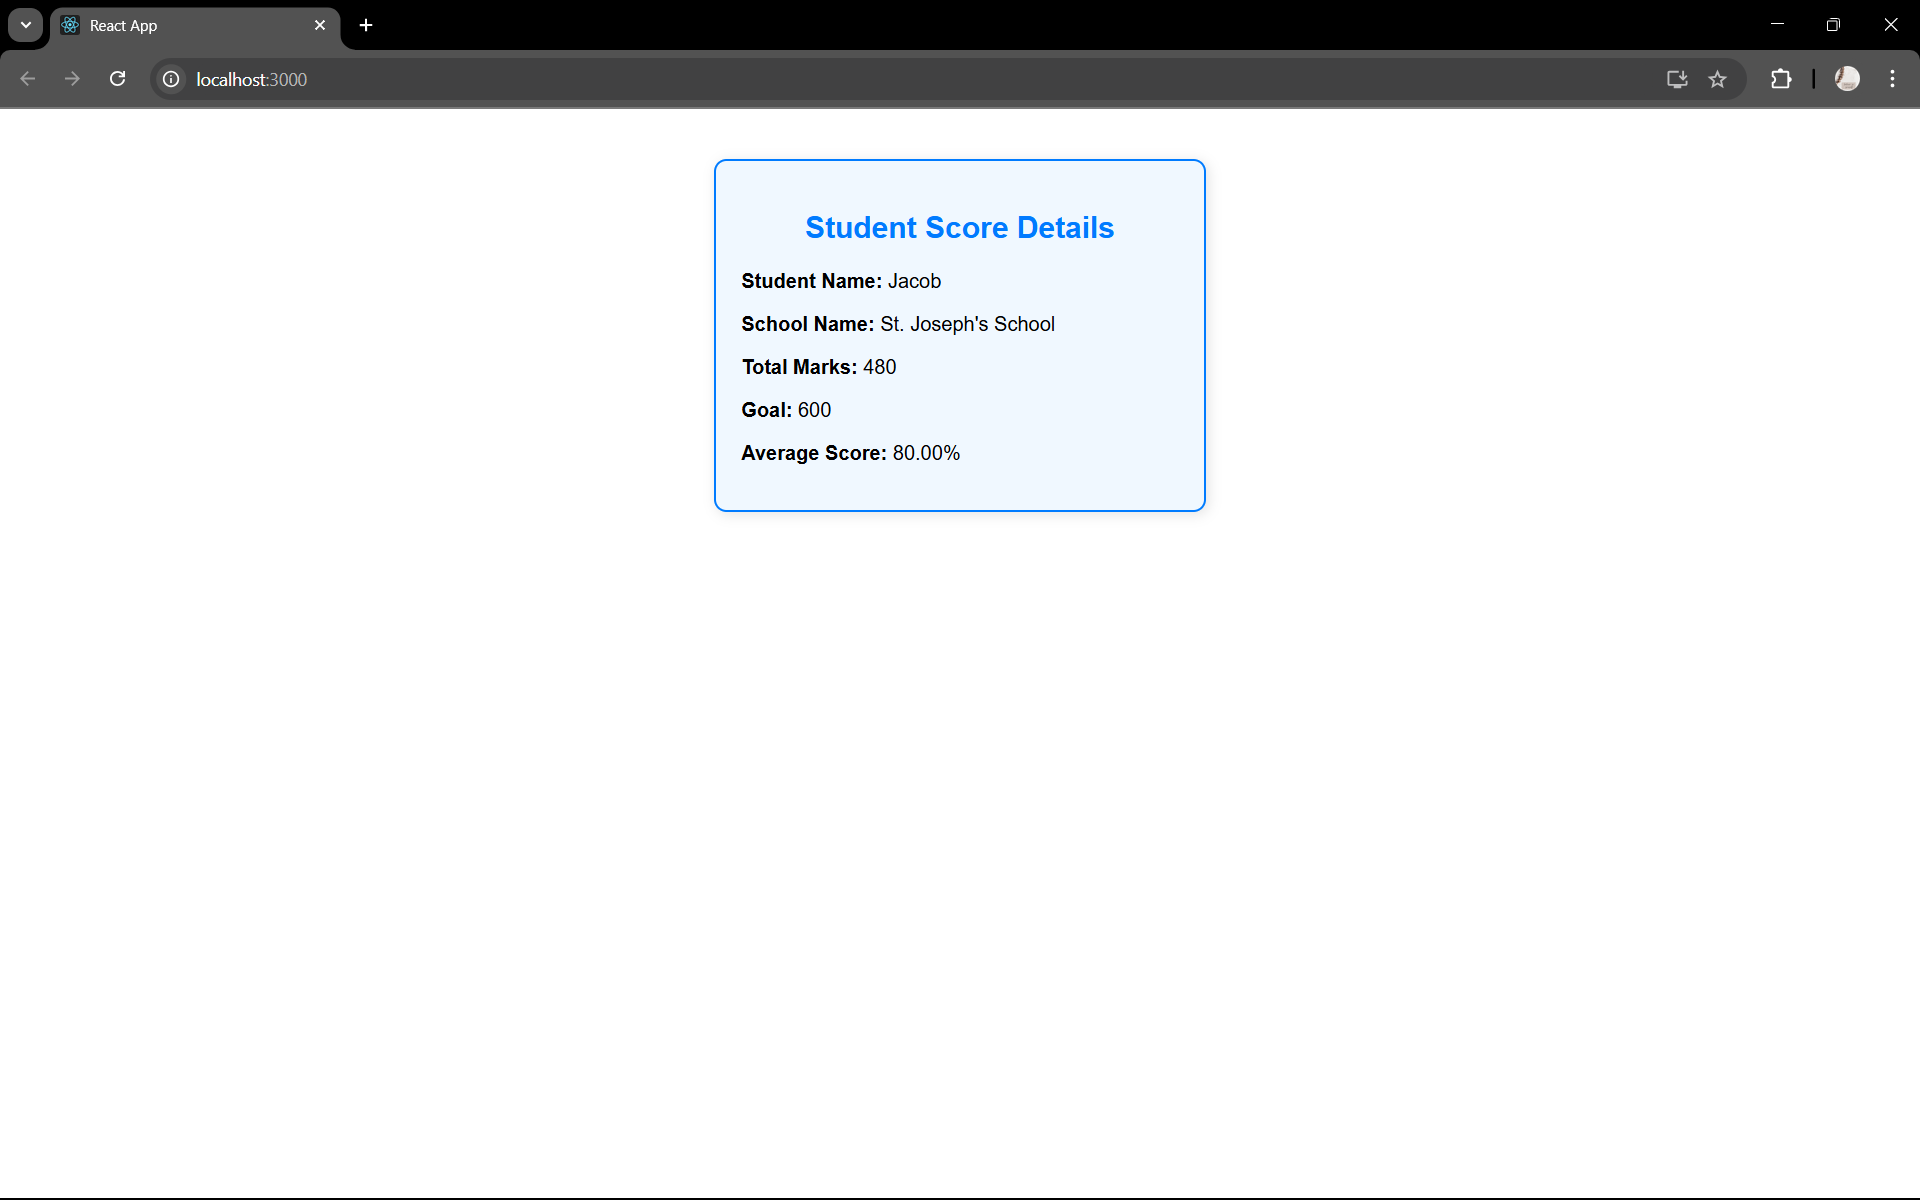 React App
localhost:3000
Student Score Details
Student Name: Jacob
School Name: St. Joseph's School
Total Marks: 480
Goal: 600
Average Score: 80.00%